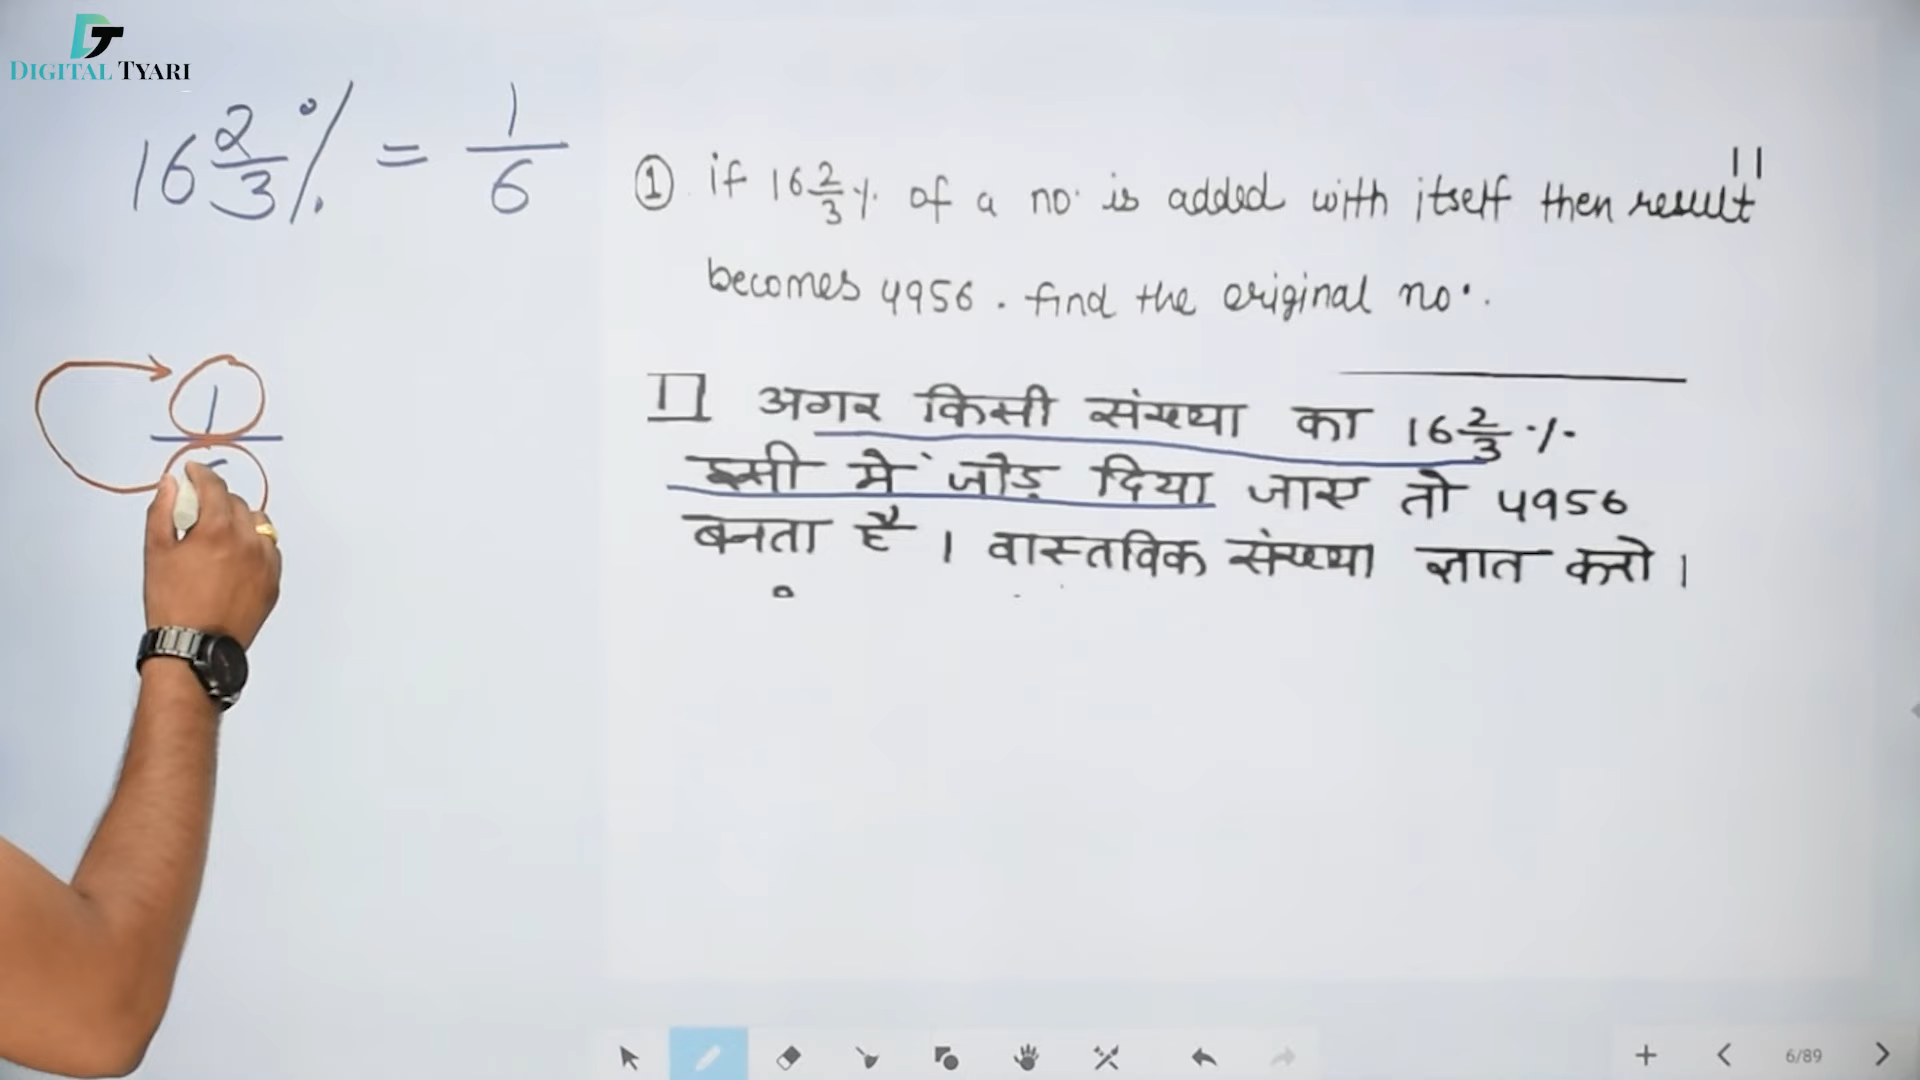 DIGITAL TYARI
16 2/3 % = 1/6
① if 16 2/3 % of a no. is added with itself then result
becomes 4956. find the original no.
1
अगर किसी संख्या का 16 2/3 %
इसी में जोड़ दिया जाए तो 4956
बनता है। वास्तविक संख्या ज्ञात करो।
6/89